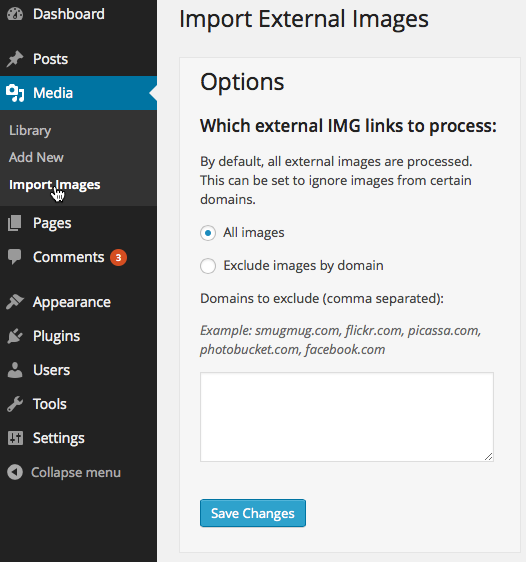 Dashboard
Posts
Media
Library
Add New
Import Images
Pages
Comments 3
Appearance
Plugins
Users
Tools
Settings
Collapse menu
Import External Images
Options
Which external IMG links to process:
By default, all external images are processed.
This can be set to ignore images from certain
domains.
All images
Exclude images by domain
Domains to exclude (comma separated):
Example: smugmug.com, flickr.com, picassa.com,
photobucket.com, facebook.com
Save Changes